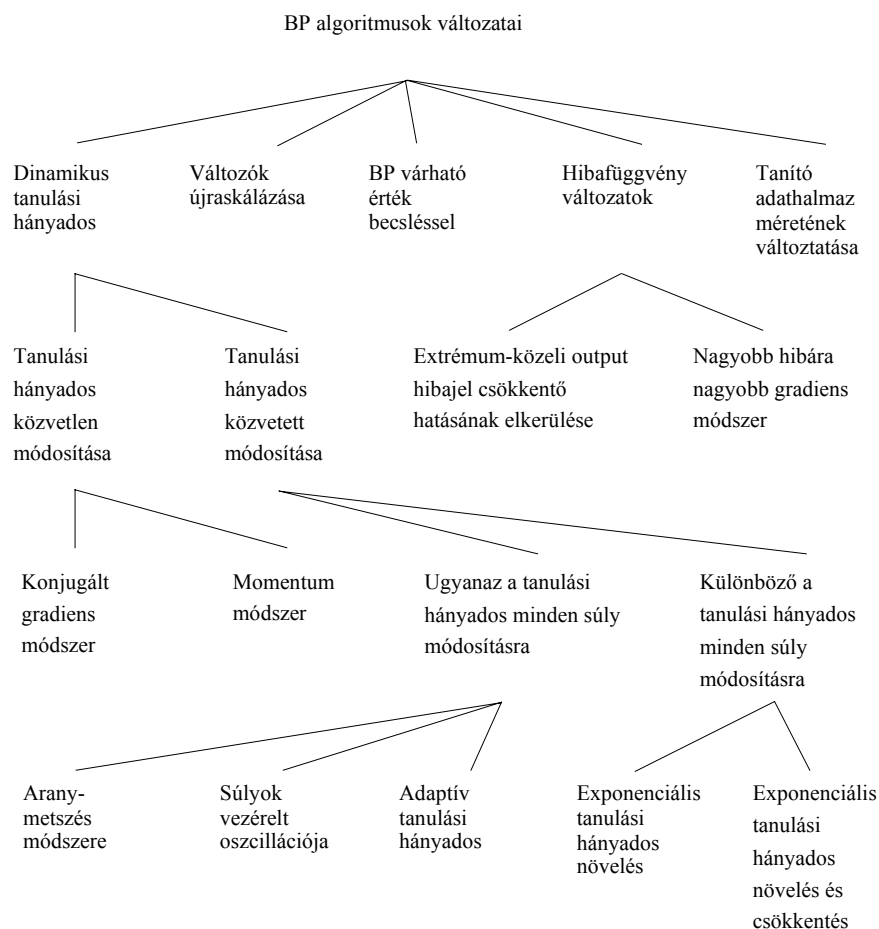 BP algoritmusok változatai
Dinamikus
tanulási
hányados
Változók
újraskálázása
BP várható
érték
becsléssel
Hibafüggvény
változatok
Tanító
adathalmaz
méretének
változtatása
Tanulási
hányados
közvetlen
módosítása
Tanulási
hányados
közvetett
módosítása
Extrémum-közeli output
hibajel csökkentő
hatásának elkerülése
Nagyobb hibára
nagyobb gradiens
módszer
Konjugált
gradiens
módszer
Momentum
módszer
Ugyanaz a tanulási
hányados minden súly
módosításra
Különböző a
tanulási hányados
minden súly
módosításra
Arany-
metszés
módszere
Súlyok
vezérelt
oszcillációja
Adaptív
tanulási
hányados
Exponenciális
tanulási
hányados
növelés
Exponenciális
tanulási
hányados
növelés és
csökkentés